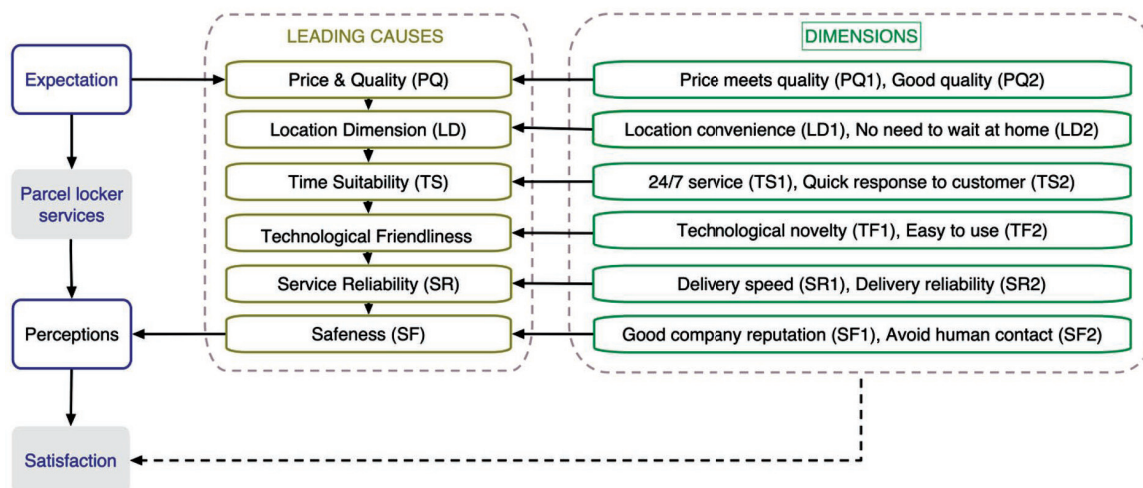 LEADING CAUSES
DIMENSIONS
Expectation
Price & Quality (PQ)
Price meets quality (PQ1), Good quality (PQ2)
Location Dimension (LD)
Location convenience (LD1), No need to wait at home (LD2)
Parcel locker
services
Time Suitability (TS)
24/7 service (TS1), Quick response to customer (TS2)
Technological Friendliness
Technological novelty (TF1), Easy to use (TF2)
Service Reliability (SR)
Delivery speed (SR1), Delivery reliability (SR2)
Perceptions
Safeness (SF)
Good company reputation (SF1), Avoid human contact (SF2)
Satisfaction